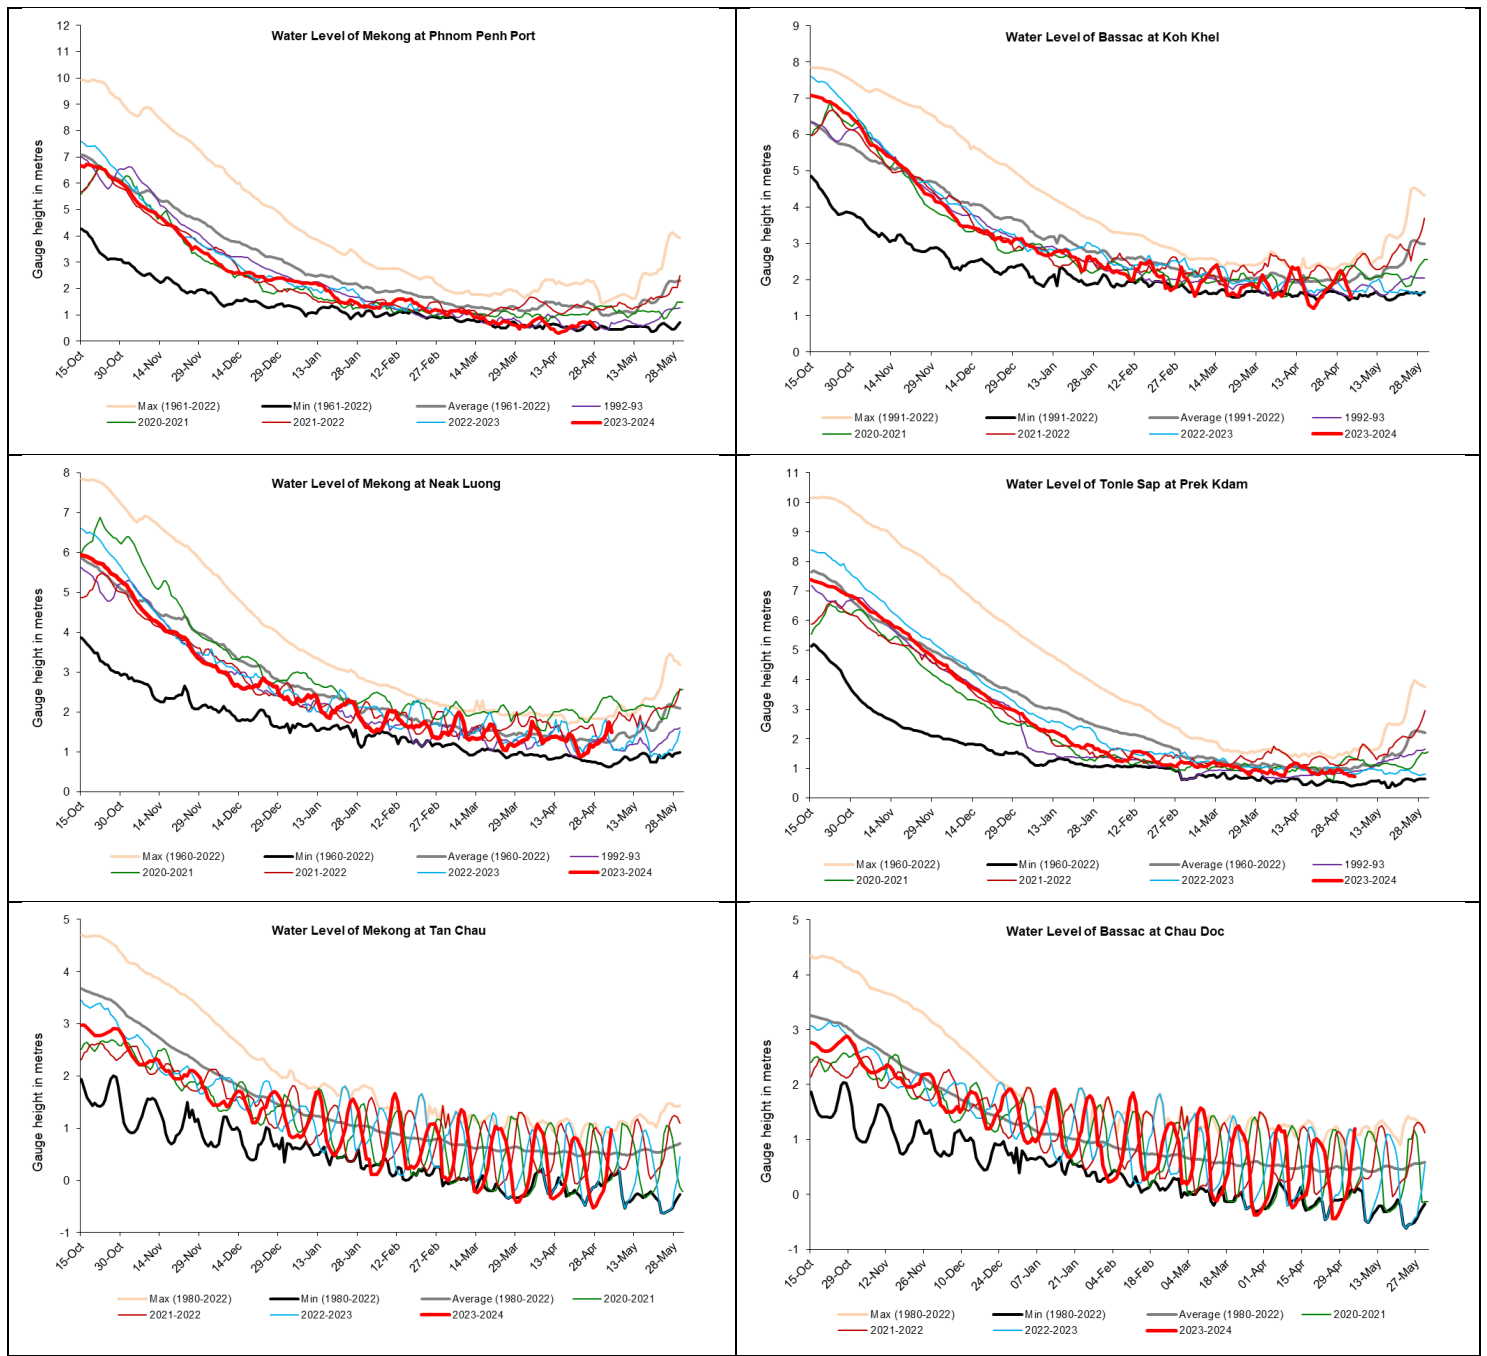 Water Level of Mekong at Phnom Penh Port
Gauge height in metres
12
11
10
9
8
7
6
5
4
3
2
1
0
15-Oct 30-Oct 14-Nov 29-Nov 14-Dec 29-Dec 13-Jan 28-Jan 12-Feb 27-Feb 14-Mar 29-Mar 13-Apr 28-Apr 13-May 28-May
Max (1961-2022) Min (1961-2022) Average (1961-2022) 1992-93
2020-2021 2021-2022 2022-2023 2023-2024
Water Level of Bassac at Koh Khel
Gauge height in metres
9
8
7
6
5
4
3
2
1
0
15-Oct 30-Oct 14-Nov 29-Nov 14-Dec 29-Dec 13-Jan 28-Jan 12-Feb 27-Feb 14-Mar 29-Mar 13-Apr 28-Apr 13-May 28-May
Max (1991-2022) Min (1991-2022) Average (1991-2022) 1992-93
2020-2021 2021-2022 2022-2023 2023-2024
Water Level of Mekong at Neak Luong
Gauge height in metres
8
7
6
5
4
3
2
1
0
15-Oct 30-Oct 14-Nov 29-Nov 14-Dec 29-Dec 13-Jan 28-Jan 12-Feb 27-Feb 14-Mar 29-Mar 13-Apr 28-Apr 13-May 28-May
Max (1960-2022) Min (1960-2022) Average (1960-2022) 1992-93
2020-2021 2021-2022 2022-2023 2023-2024
Water Level of Tonle Sap at Prek Kdam
Gauge height in metres
11
10
9
8
7
6
5
4
3
2
1
0
15-Oct 30-Oct 14-Nov 29-Nov 14-Dec 29-Dec 13-Jan 28-Jan 12-Feb 27-Feb 14-Mar 29-Mar 13-Apr 28-Apr 13-May 28-May
Max (1960-2022) Min (1960-2022) Average (1960-2022) 1992-93
2020-2021 2021-2022 2022-2023 2023-2024
Water Level of Mekong at Tan Chau
Gauge height in metres
5
4
3
2
1
0
-1
15-Oct 30-Oct 14-Nov 29-Nov 14-Dec 29-Dec 13-Jan 28-Jan 12-Feb 27-Feb 14-Mar 29-Mar 13-Apr 28-Apr 13-May 28-May
Max (1980-2022) Min (1980-2022) Average (1980-2022) 2020-2021
2021-2022 2022-2023 2023-2024
Water Level of Bassac at Chau Doc
Gauge height in metres
5
4
3
2
1
0
-1
15-Oct 29-Oct 12-Nov 26-Nov 10-Dec 24-Dec 07-Jan 21-Jan 04-Feb 18-Feb 04-Mar 18-Mar 01-Apr 15-Apr 29-Apr 13-May 27-May
Max (1980-2022) Min (1980-2022) Average (1980-2022) 2020-2021
2021-2022 2022-2023 2023-2024